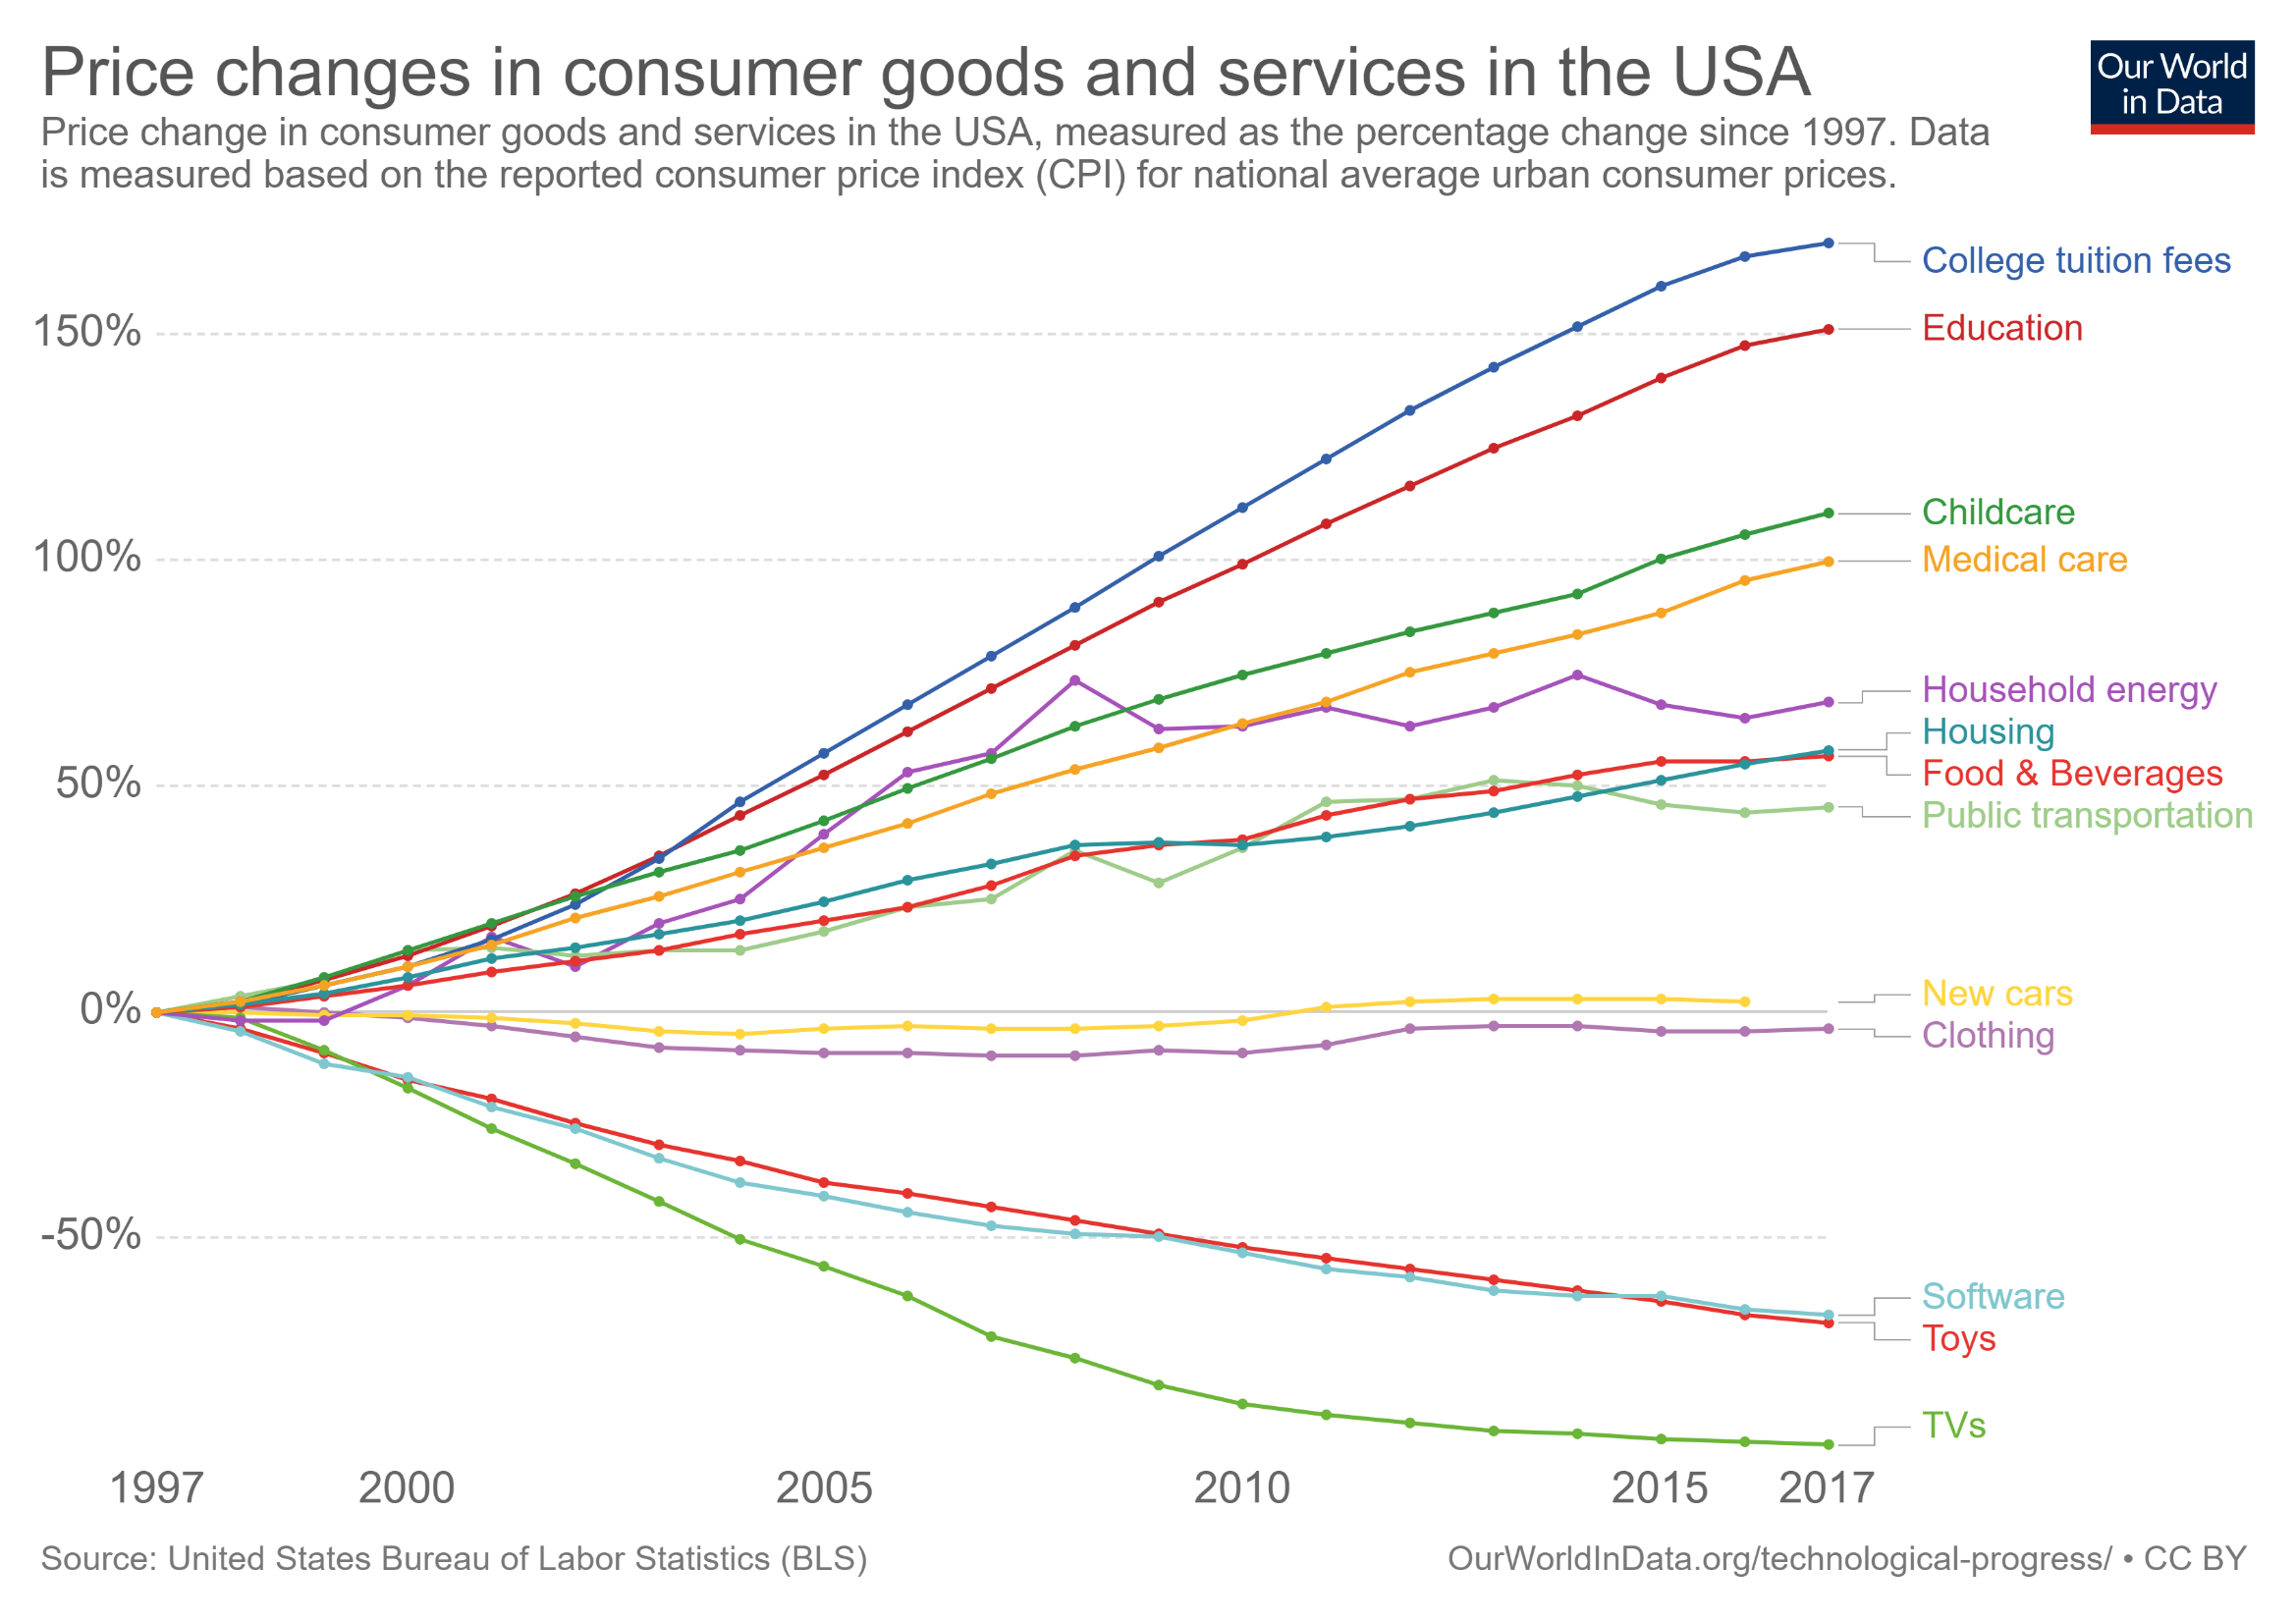 Price changes in consumer goods and services in the USA
Our World
in Data
Price change in consumer goods and services in the USA, measured as the percentage change since 1997. Data
is measured based on the reported consumer price index (CPI) for national average urban consumer prices.
College tuition fees
150%
Education
Childcare
100%
Medical care
Household energy
Housing
50%
Food & Beverages
Public transportation
0%
New cars
Clothing
-50%
Software
Toys
TVs
1997
2000
2005
2010
2015
2017
Source: United States Bureau of Labor Statistics (BLS)
OurWorldInData.org/technological-progress/ • CC BY